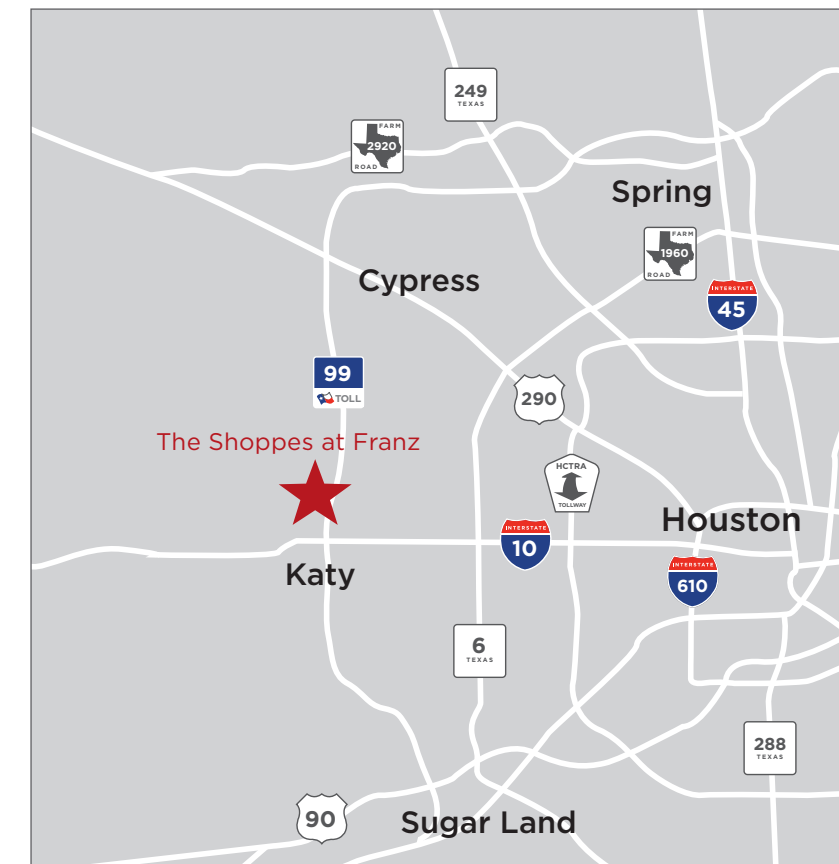 249
TEXAS
FARM
2920
ROAD
Spring
FARM
1960
ROAD
Cypress
INTERSTATE
45
99
TOLL
290
The Shoppes at Franz
HCTRA
TOLLWAY
Houston
INTERSTATE
10
Katy
INTERSTATE
610
6
TEXAS
288
TEXAS
90
Sugar Land